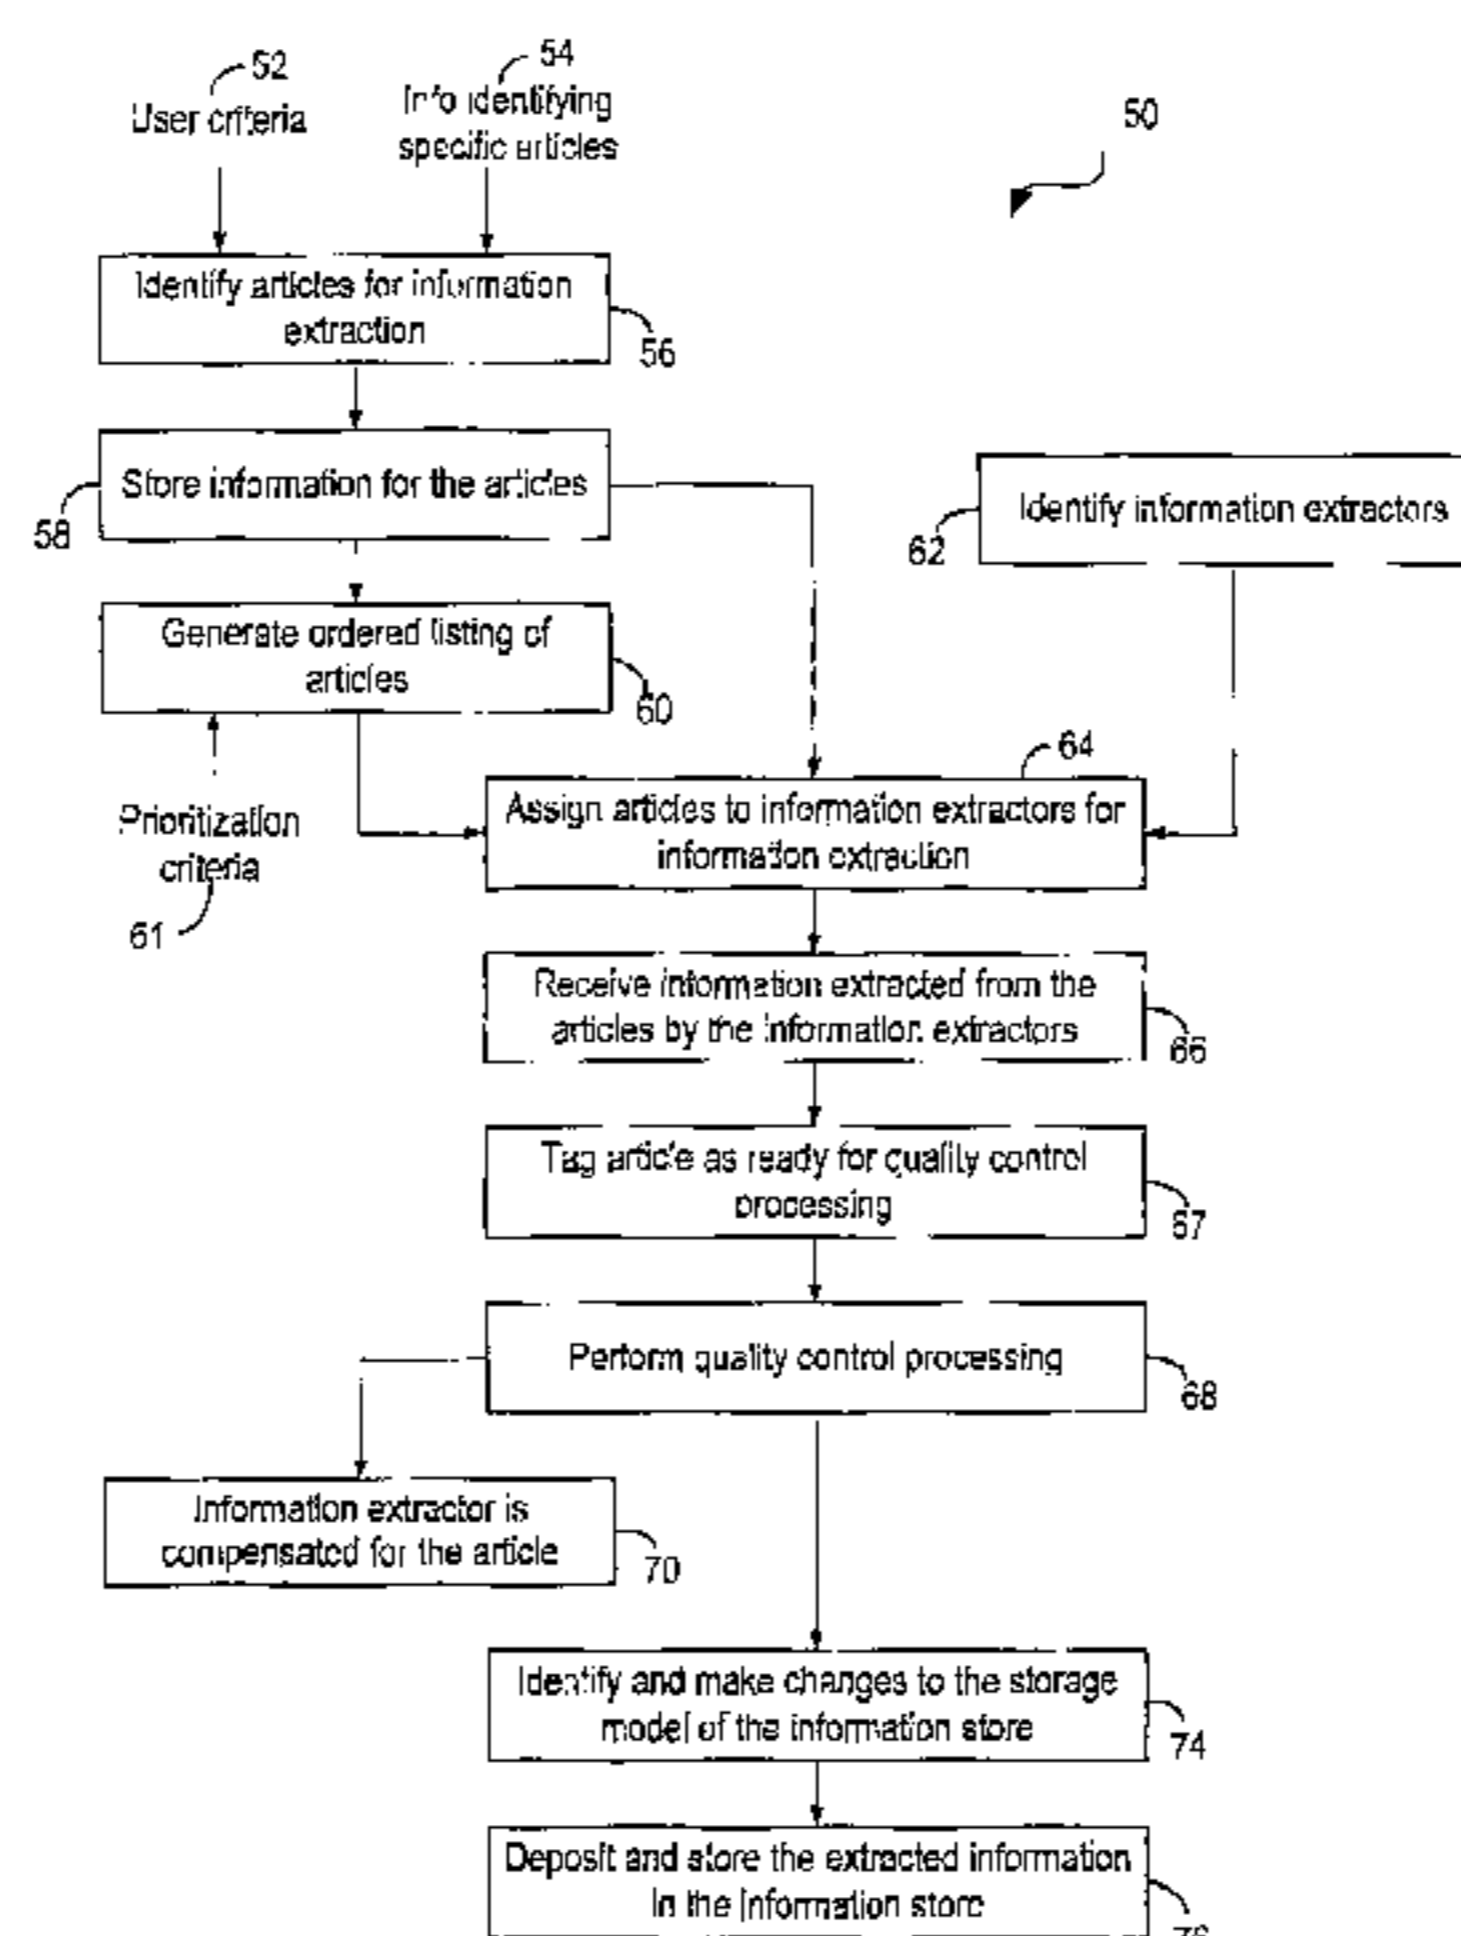 52
User criteria
54
Info identifying
specific articles
50
Identify articles for information
extraction
56
Store information for the articles
58
Identify information extractors
62
Generate ordered listing of
articles
60
Prioritization
criteria
61
64
Assign articles to information extractors for
information extraction
Receive information extracted from the
articles by the information extractors
66
Tag article as ready for quality control
processing
67
Perform quality control processing
68
Information extractor is
compensated for the article
70
Identify and make changes to the storage
model of the information store
74
Deposit and store the extracted information
in the information store